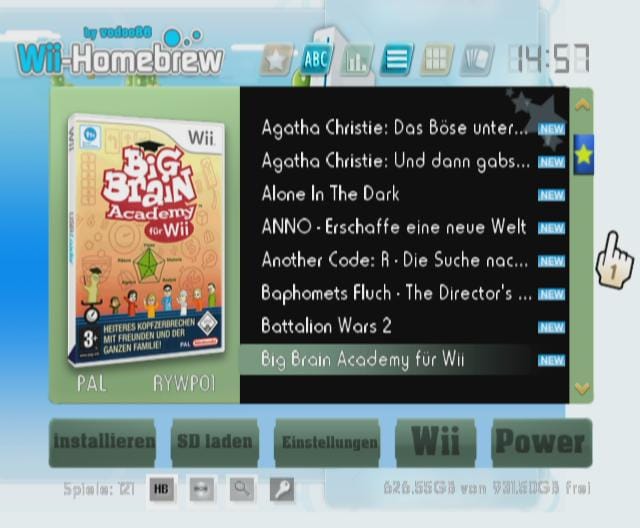 by vodoo88
Wii-Homebrew
ABC
14:57
Wii
BiG
BRaiN
Academy
für Wii
3+
HEITERES KOPFZERBRECHEN
MIT FREUNDEN UND DER
GANZEN FAMILIE!
PAL
Nintendo
PAL RYWP01
Agatha Christie: Das Böse unter... NEW
Agatha Christie: Und dann gabs... NEW
Alone In The Dark NEW
ANNO - Erschaffe eine neue Welt NEW
Another Code: R - Die Suche nac... NEW
Baphomets Fluch - The Director's ... NEW
Battalion Wars 2 NEW
Big Brain Academy für Wii NEW
1
installieren SD laden Einstellungen Wii Power
Spiele: 121 HB 626.55GB von 931.50GB frei